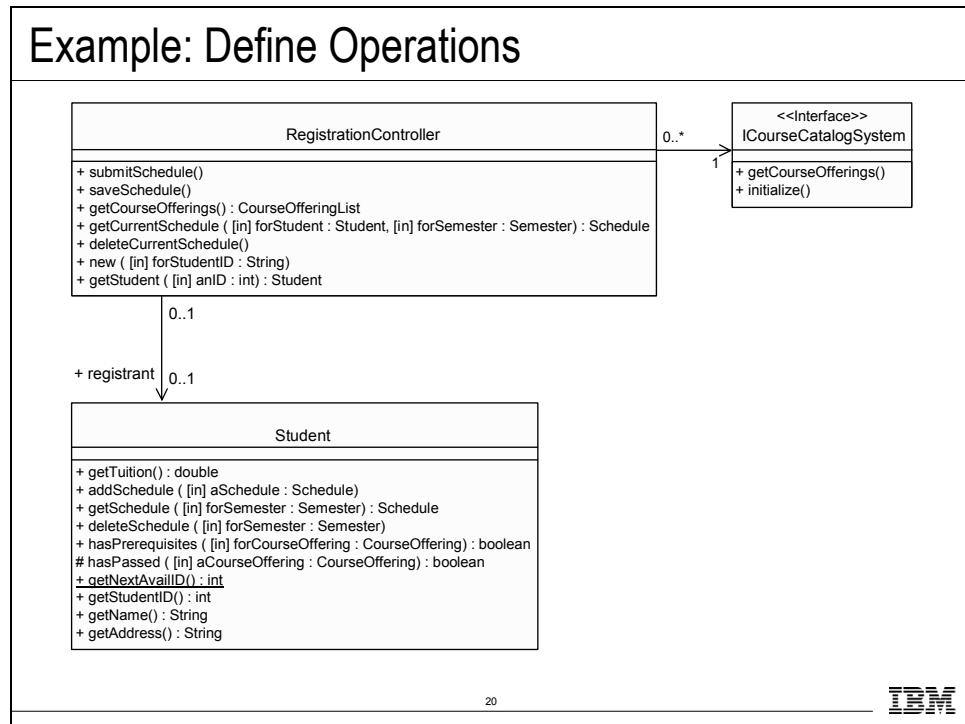 Example: Define Operations
RegistrationController
+ submitSchedule()
+ saveSchedule()
+ getCourseOfferings() : CourseOfferingList
+ getCurrentSchedule ( [in] forStudent : Student, [in] forSemester : Semester) : Schedule
+ deleteCurrentSchedule()
+ new ( [in] forStudentID : String)
+ getStudent ( [in] anID : int) : Student
0..*
1
<<Interface>>
ICourseCatalogSystem
+ getCourseOfferings()
+ initialize()
0..1
+ registrant
0..1
Student
+ getTuition() : double
+ addSchedule ( [in] aSchedule : Schedule)
+ getSchedule ( [in] forSemester : Semester) : Schedule
+ deleteSchedule ( [in] forSemester : Semester)
+ hasPrerequisites ( [in] forCourseOffering : CourseOffering) : boolean
# hasPassed ( [in] aCourseOffering : CourseOffering) : boolean
+ getNextAvailID() : int
+ getStudentID() : int
+ getName() : String
+ getAddress() : String
20
IBM